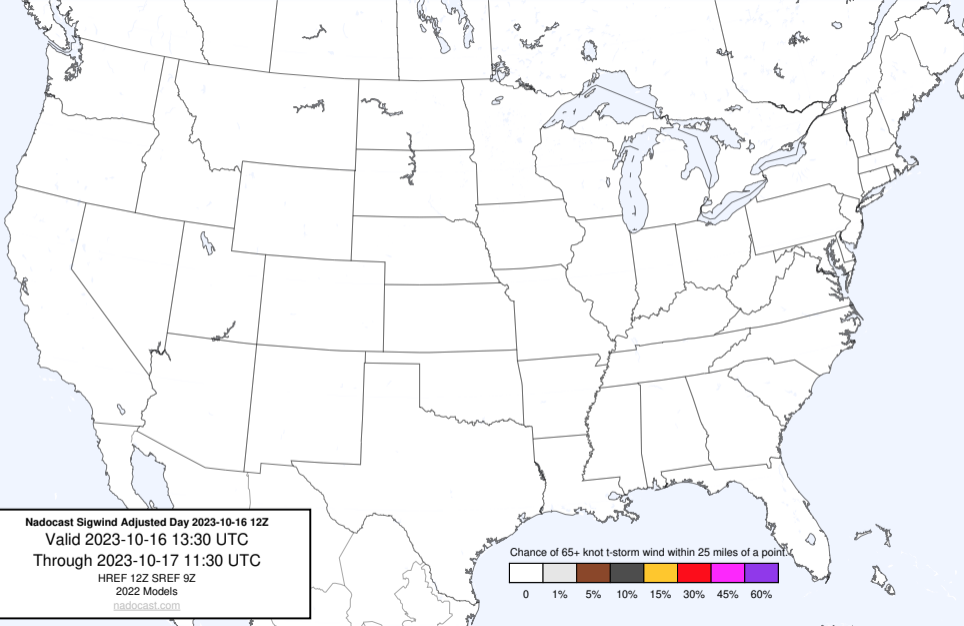 Nadocast Sigwind Adjusted Day 2023-10-16 12Z
Valid 2023-10-16 13:30 UTC
Through 2023-10-17 11:30 UTC
HREF 12Z SREF 9Z
2022 Models
nadocast.com
Chance of 65+ knot t-storm wind within 25 miles of a point.
0 1% 5% 10% 15% 30% 45% 60%